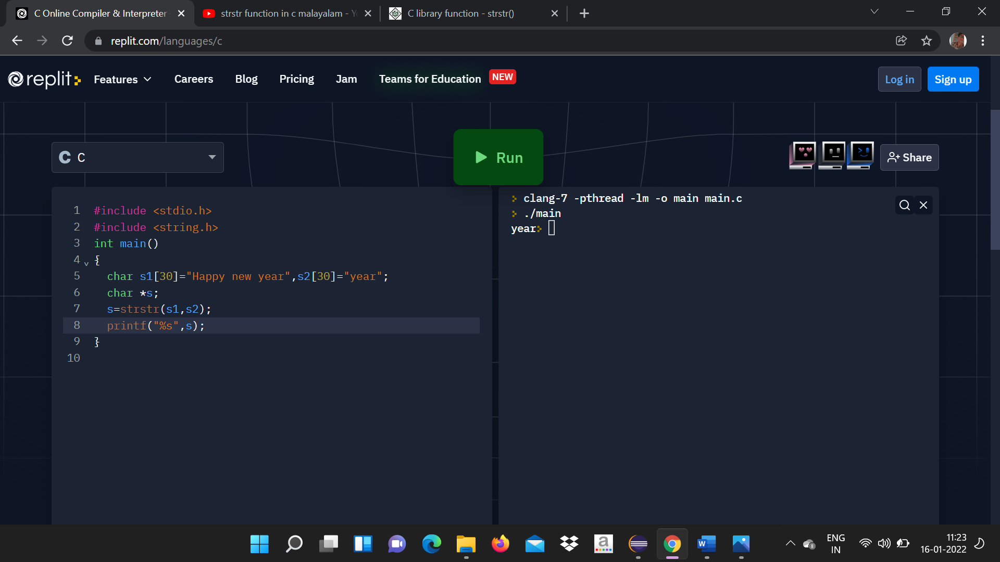 C Online Compiler & Interpreter
strstr function in c malayalam -
C library function - strstr()
replit.com/languages/c
replit
Features
Careers
Blog
Pricing
Jam
Teams for Education
NEW
Log in
Sign up
C C
Run
Share
1 #include <stdio.h>
2 #include <string.h>
3 int main()
4 {
5 char s1[30]="Happy new year",s2[30]="year";
6 char *s;
7 s=strstr(s1,s2);
8 printf("%s",s);
9 }
10
clang-7 -pthread -lm -o main main.c
./main
year
a
W
ENG
IN
11:23
16-01-2022